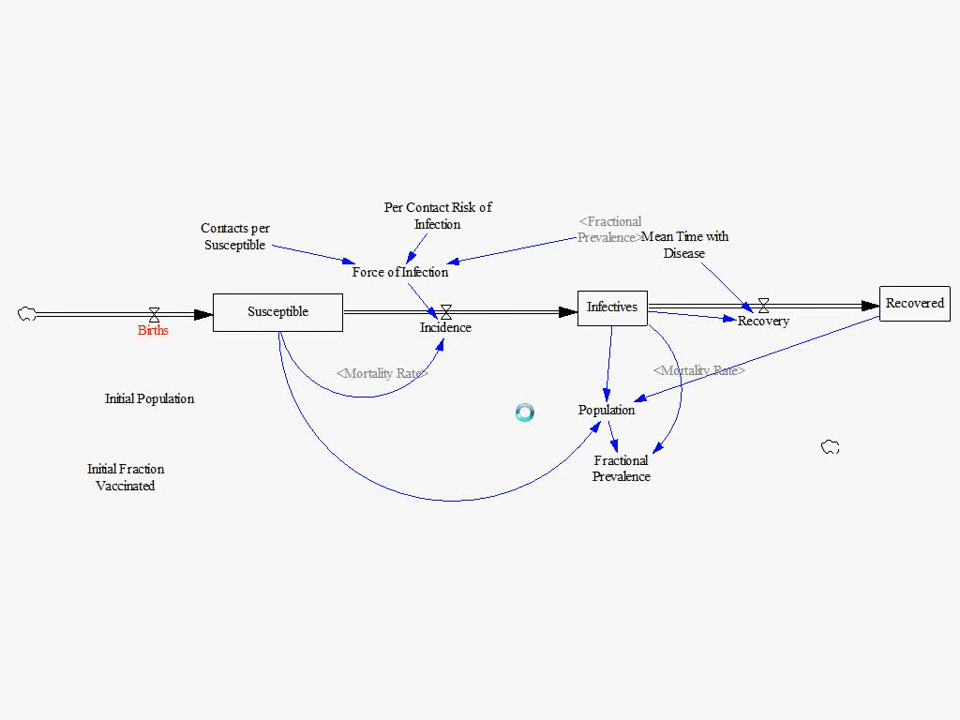 Per Contact Risk of
Infection
Contacts per
Susceptible
<Fractional
Prevalence>
Mean Time with
Disease
Force of Infection
Susceptible
Infectives
Recovered
Births
Incidence
Recovery
<Mortality Rate>
<Mortality Rate>
Initial Population
Population
Fractional
Prevalence
Initial Fraction
Vaccinated